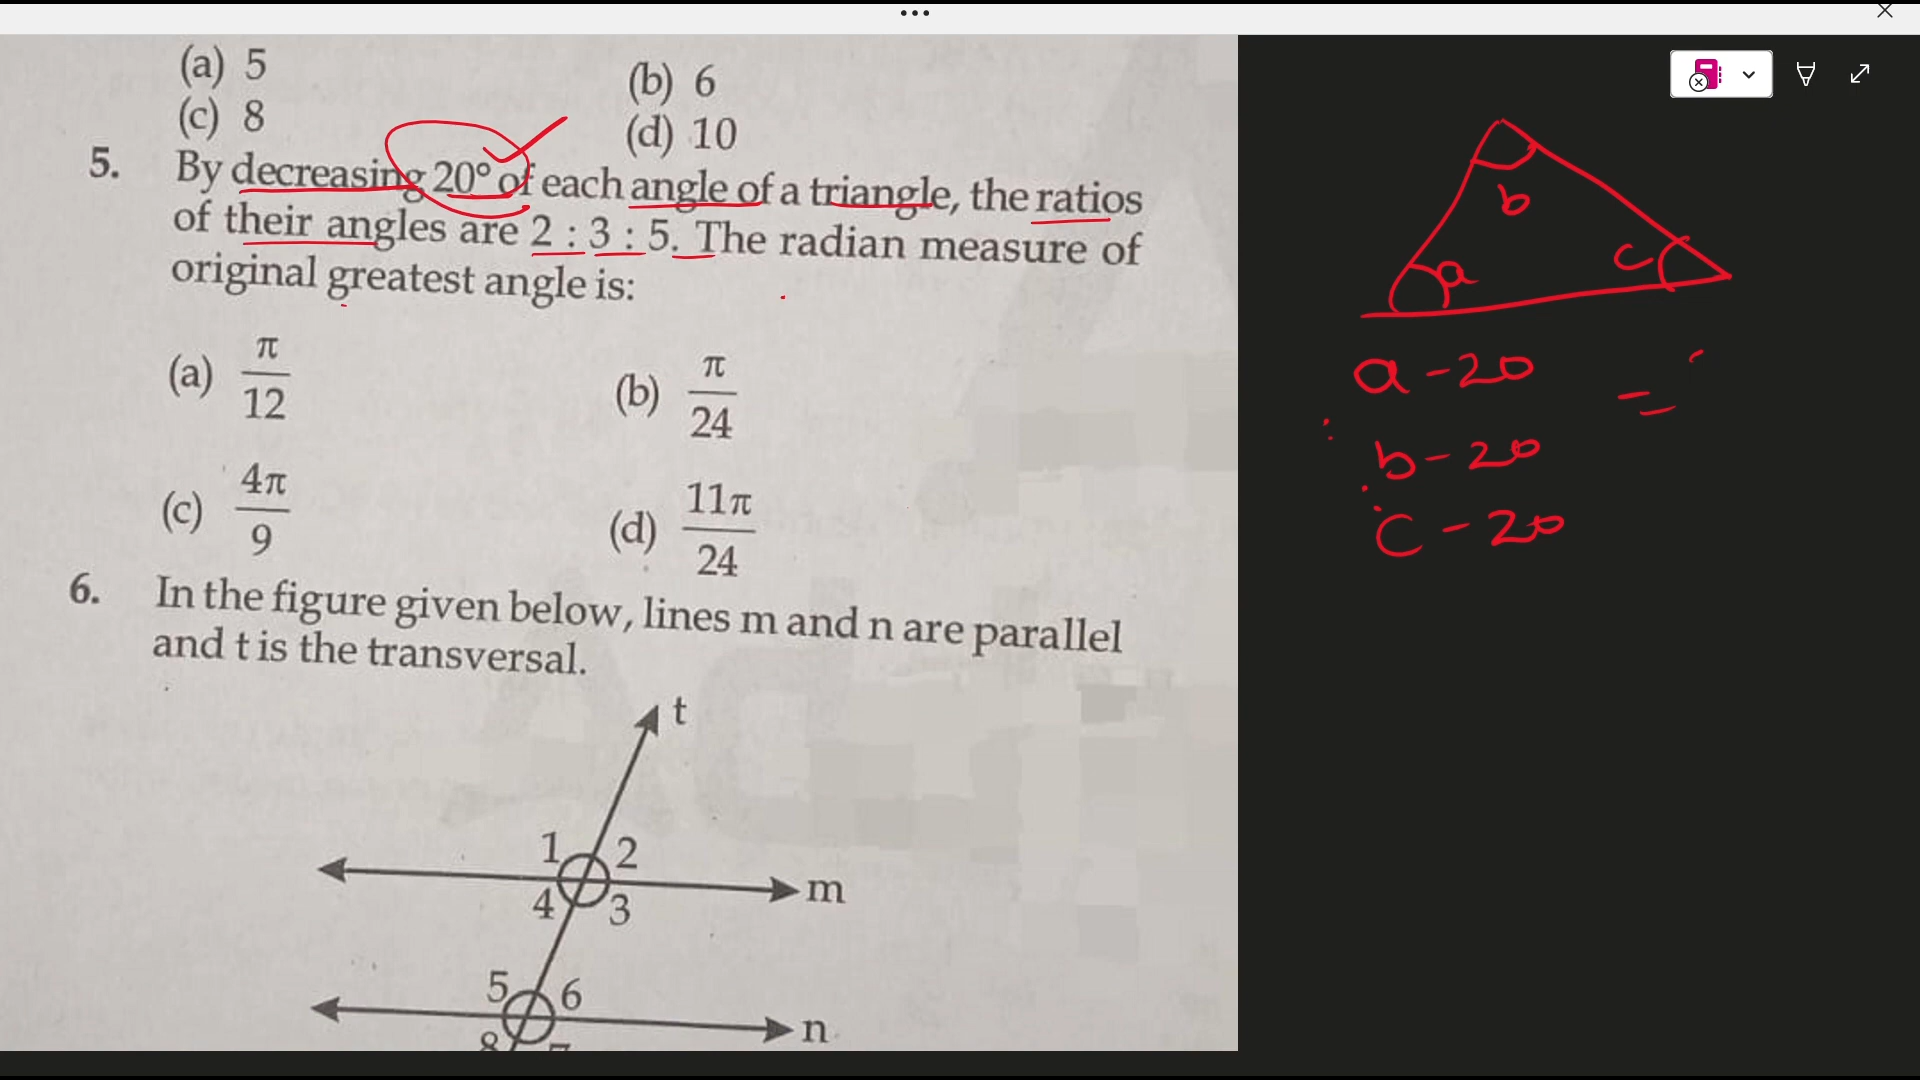 (a) 5 (b) 6
(c) 8 (d) 10
5. By decreasing 20° of each angle of a triangle, the ratios
of their angles are 2 : 3 : 5. The radian measure of
original greatest angle is:
(a) π/12 (b) π/24
(c) 4π/9 (d) 11π/24
6. In the figure given below, lines m and n are parallel
and t is the transversal.
t
1 2
m
4 3
5 6
n
8 7
b
a c
a - 20 =
b - 20
c - 20